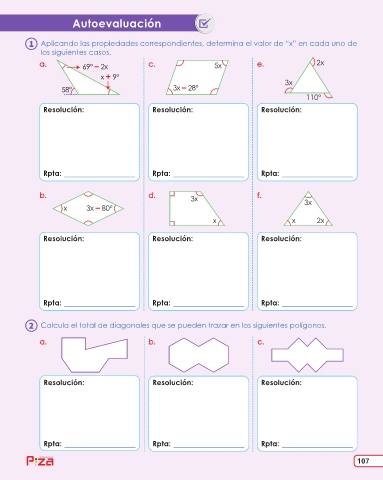 Autoevaluación
1 Aplicando las propiedades correspondientes, determina el valor de "x" en cada uno de
los siguientes casos.
a.
69° - 2x
x + 9°
58°
c.
5x
3x - 28°
e.
2x
3x
110°
Resolución:
Resolución:
Resolución:
Rpta:
Rpta:
Rpta:
b.
x
3x - 80°
d.
3x
x
f.
3x
x
2x
Resolución:
Resolución:
Resolución:
Rpta:
Rpta:
Rpta:
2 Calcula el total de diagonales que se pueden trazar en los siguientes polígonos.
a.
b.
c.
Resolución:
Resolución:
Resolución:
Rpta:
Rpta:
Rpta:
P:za
107